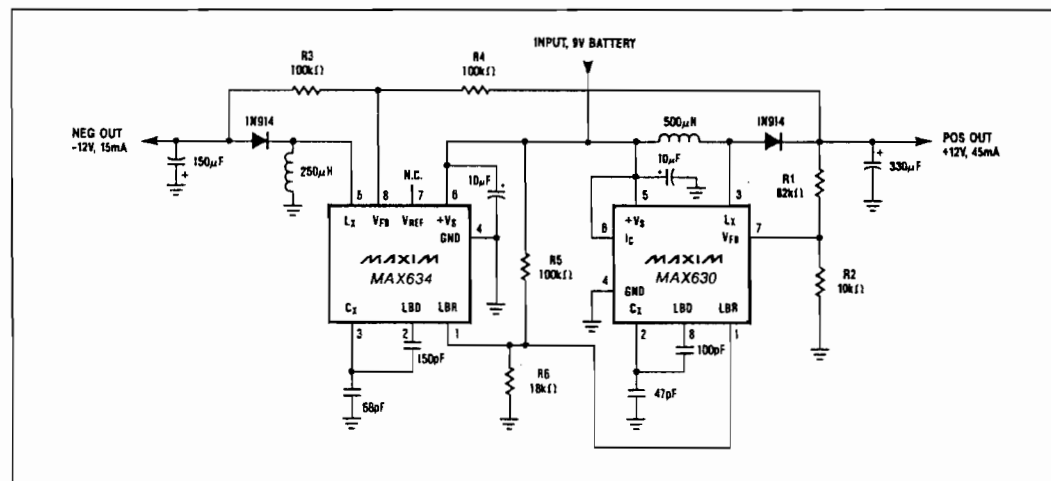 INPUT, 9V BATTERY
R3
100kΩ
R4
100kΩ
NEG OUT
-12V, 15mA
1N914
150µF
+
250µH
N.C.
10µF
+
5
8
7
6
LX
VFB
VREF
+VS
GND
4
MAXIM
MAX634
CX
LBD
LBR
3
2
1
150pF
68pF
R5
100kΩ
R6
18kΩ
500µH
1N914
POS OUT
+12V, 45mA
10µF
+
330µF
+
R1
82kΩ
5
3
+VS
LX
6
IC
VFB
7
MAXIM
MAX630
4
GND
R2
10kΩ
CX
LBD
LBR
2
8
1
100pF
47pF